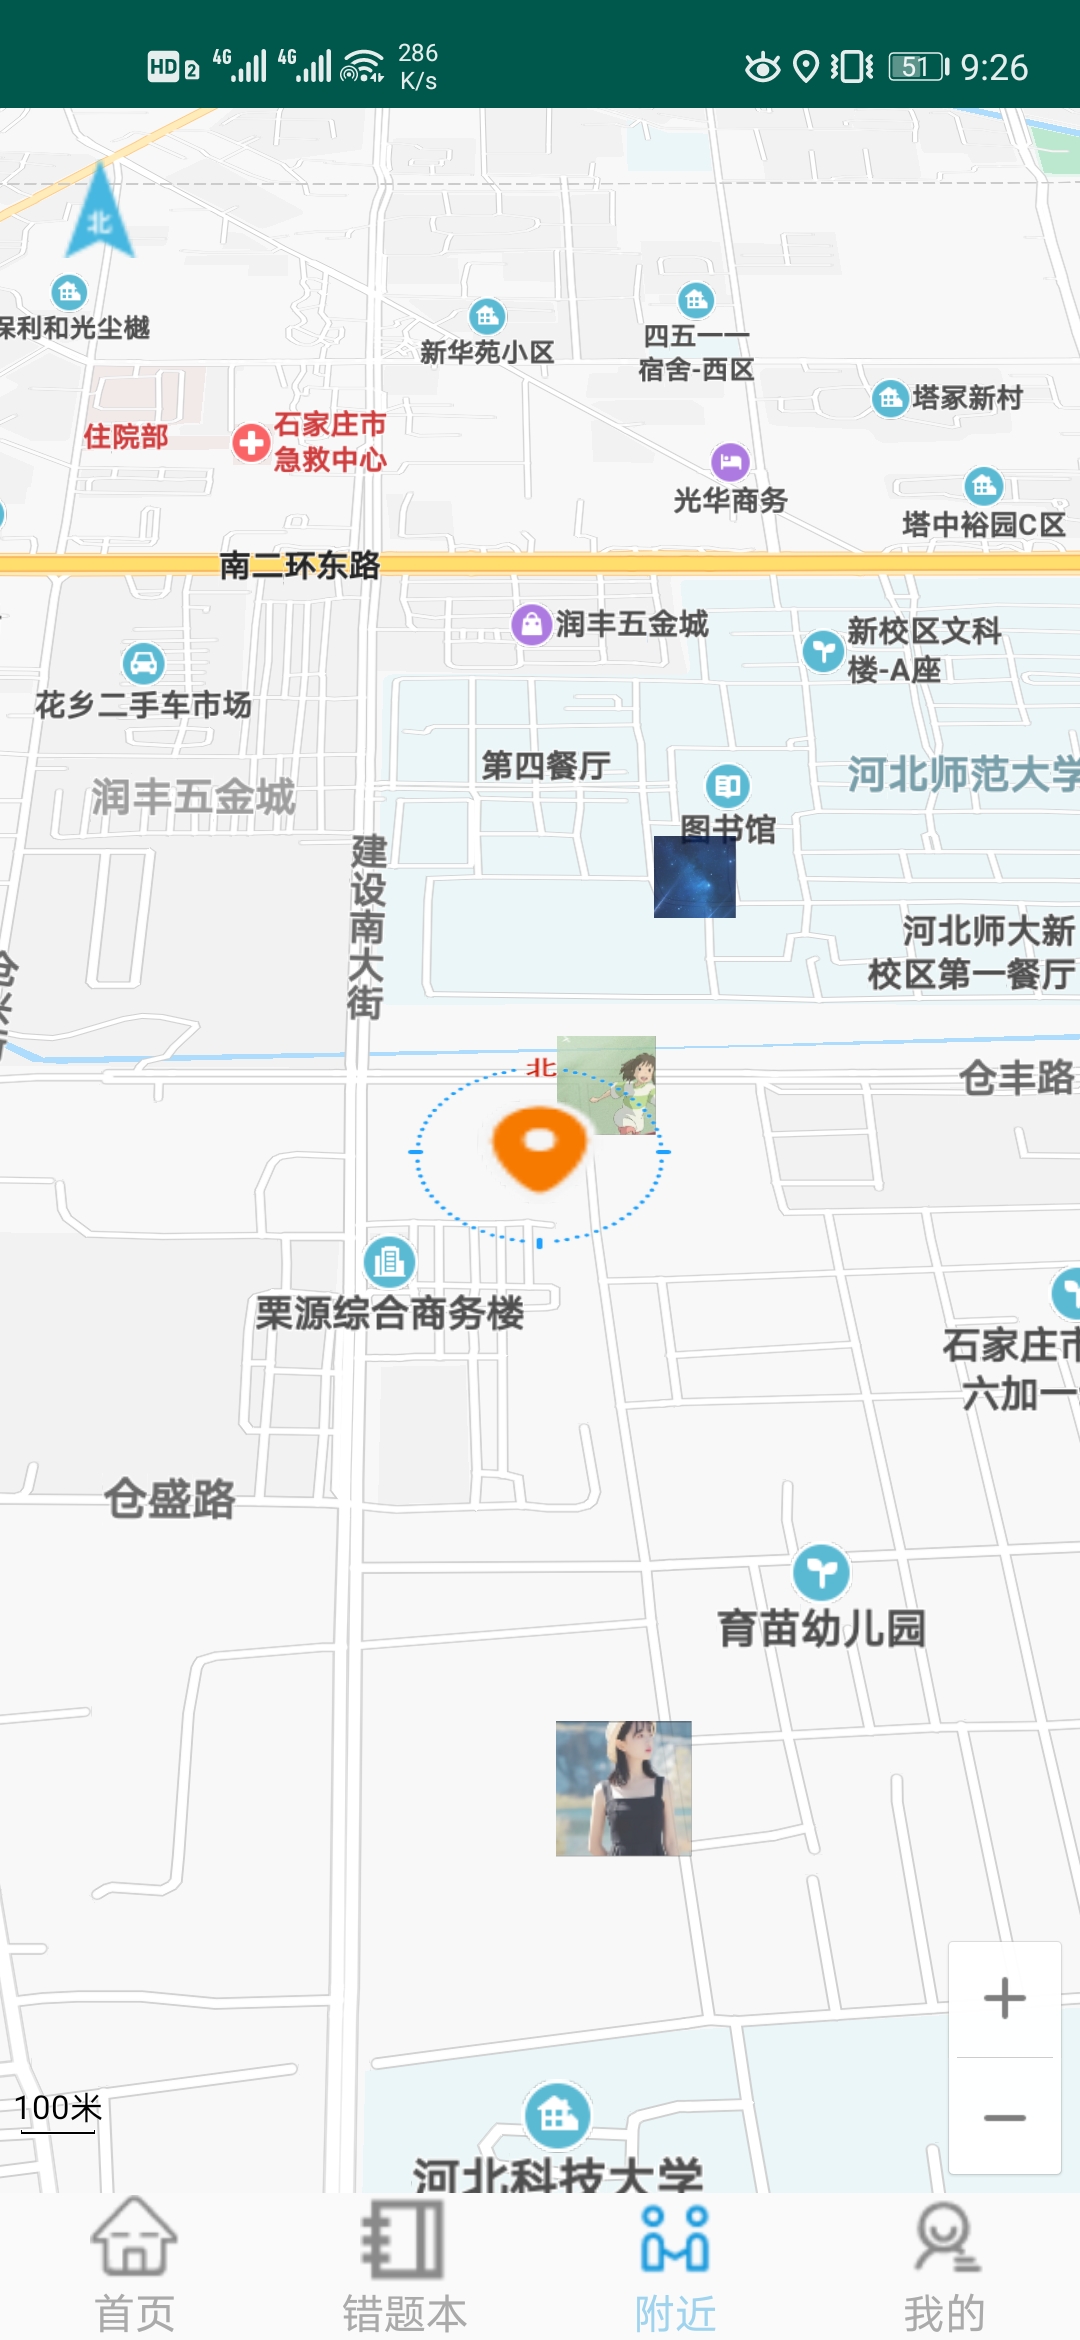 HD 2 4G 4G 286 K/s 51 9:26
北
保利和光尘樾
新华苑小区
四五一一
宿舍-西区
塔冢新村
住院部
石家庄市
急救中心
光华商务
塔中裕园C区
南二环东路
润丰五金城
新校区文科
楼-A座
花乡二手车市场
第四餐厅
河北师范大学
润丰五金城
图书馆
建设南大街
河北师大新
校区第一餐厅
北
仓丰路
栗源综合商务楼
石家庄市
六加一
仓盛路
育苗幼儿园
100米
河北科技大学
首页
错题本
附近
我的